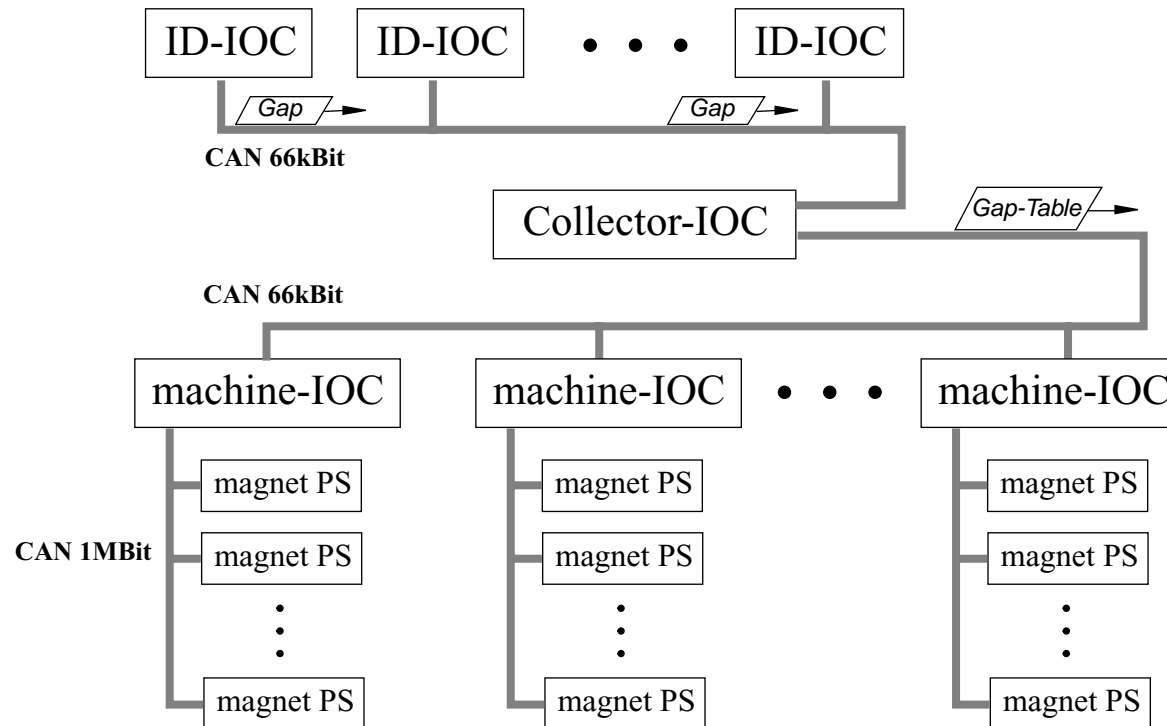 ID-IOC
ID-IOC
ID-IOC
Gap
Gap
CAN 66kBit
Collector-IOC
Gap-Table
CAN 66kBit
machine-IOC
machine-IOC
machine-IOC
magnet PS
magnet PS
magnet PS
CAN 1MBit
magnet PS
magnet PS
magnet PS
magnet PS
magnet PS
magnet PS